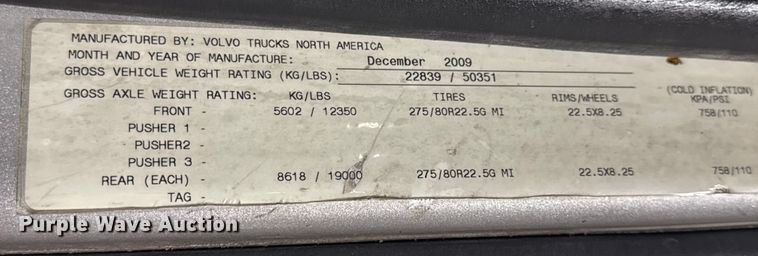 MANUFACTURED BY: VOLVO TRUCKS NORTH AMERICA
MONTH AND YEAR OF MANUFACTURE: December 2009
GROSS VEHICLE WEIGHT RATING (KG/LBS): 22839 / 50351
GROSS AXLE WEIGHT RATING: KG/LBS TIRES RIMS/WHEELS (COLD INFLATION) KPA/PSI
FRONT - 5602 / 12350 275/80R22.5G MI 22.5X8.25 758/110
PUSHER 1 -
PUSHER2 -
PUSHER 3 -
REAR (EACH) - 8618 / 19000 275/80R22.5G MI 22.5X8.25 758/110
TAG -
Purple Wave Auction